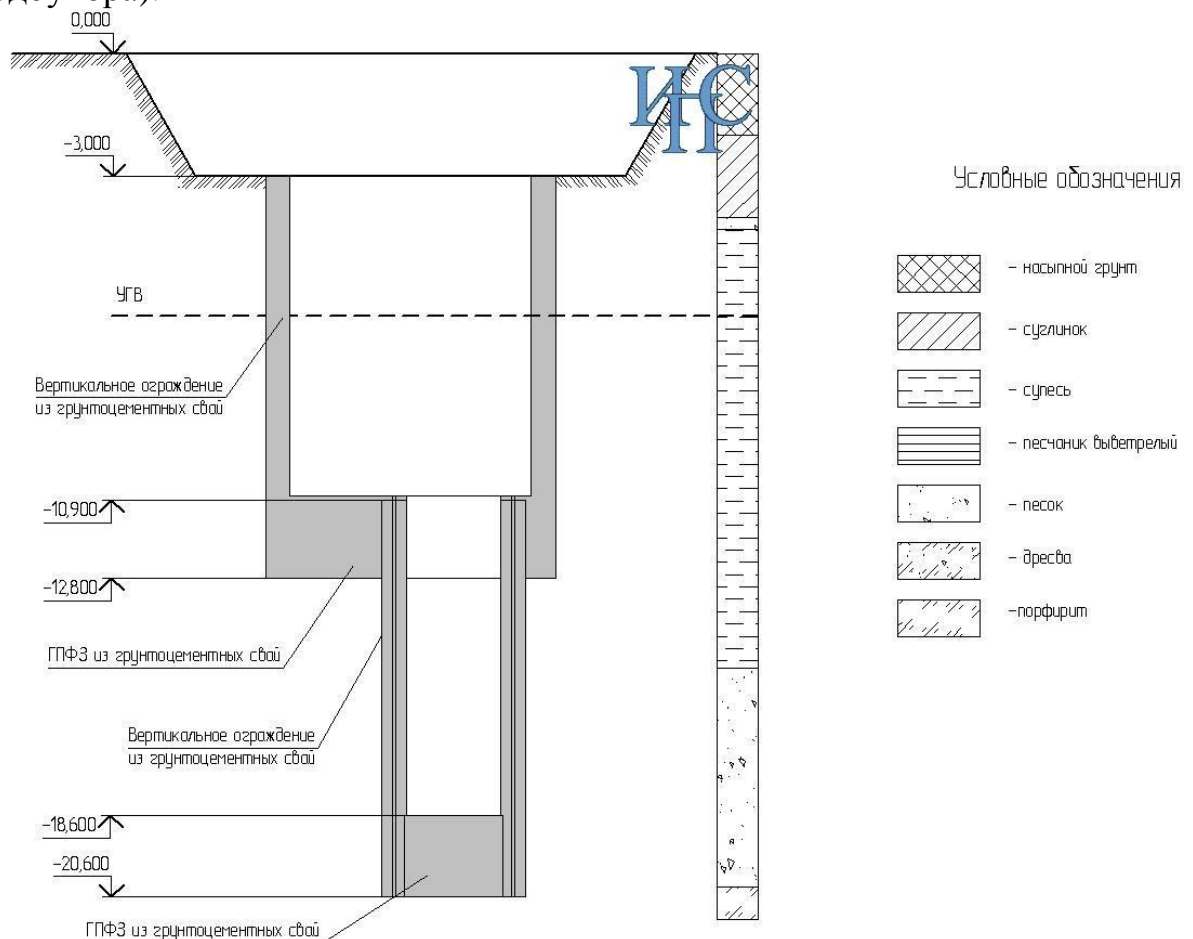 0,000
ИНС
-3,000
Условные обозначения
- насыпной грунт
УГВ
- суглинок
Вертикальное ограждение
из грунтоцементных свай
- супесь
- песчаник выветрелый
-10,900
- песок
- дресва
-12,800
-порфирит
ГПФЗ из грунтоцементных свай
Вертикальное ограждение
из грунтоцементных свай
-18,600
-20,600
ГПФЗ из грунтоцементных свай